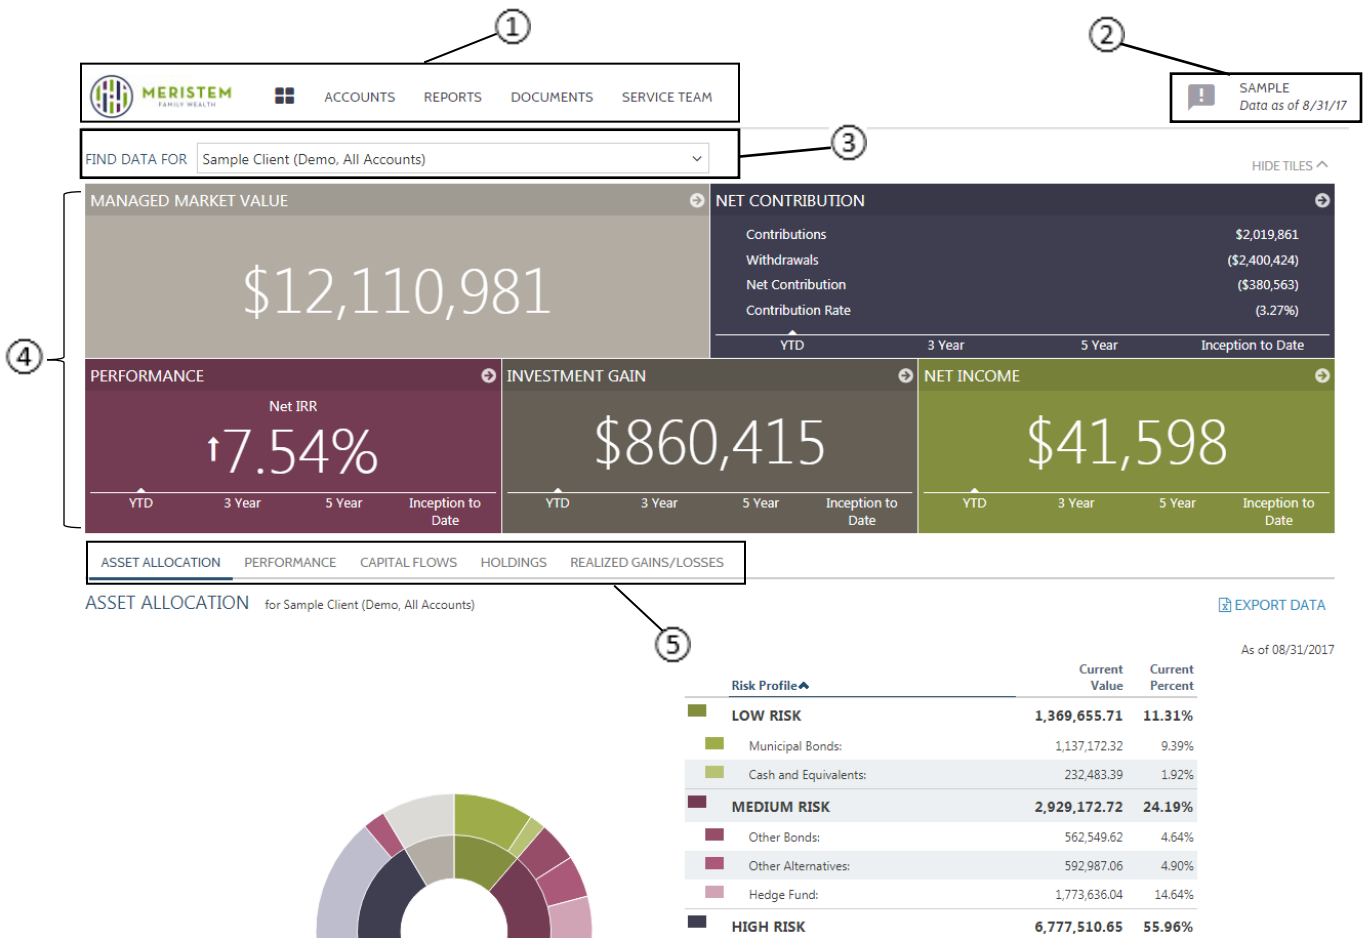 ①
②
MERISTEM
FAMILY WEALTH
ACCOUNTS REPORTS DOCUMENTS SERVICE TEAM
SAMPLE
Data as of 8/31/17
③
FIND DATA FOR Sample Client (Demo, All Accounts)
HIDE TILES
④
MANAGED MARKET VALUE
$12,110,981
NET CONTRIBUTION
Contributions $2,019,861
Withdrawals ($2,400,424)
Net Contribution ($380,563)
Contribution Rate (3.27%)
YTD 3 Year 5 Year Inception to Date
PERFORMANCE
Net IRR
↑7.54%
YTD 3 Year 5 Year Inception to
Date
INVESTMENT GAIN
$860,415
YTD 3 Year 5 Year Inception to
Date
NET INCOME
$41,598
YTD 3 Year 5 Year Inception to
Date
ASSET ALLOCATION PERFORMANCE CAPITAL FLOWS HOLDINGS REALIZED GAINS/LOSSES
⑤
ASSET ALLOCATION for Sample Client (Demo, All Accounts)
EXPORT DATA
As of 08/31/2017
Current Current
Risk Profile Value Percent
LOW RISK 1,369,655.71 11.31%
Municipal Bonds: 1,137,172.32 9.39%
Cash and Equivalents: 232,483.39 1.92%
MEDIUM RISK 2,929,172.72 24.19%
Other Bonds: 562,549.62 4.64%
Other Alternatives: 592,987.06 4.90%
Hedge Fund: 1,773,636.04 14.64%
HIGH RISK 6,777,510.65 55.96%